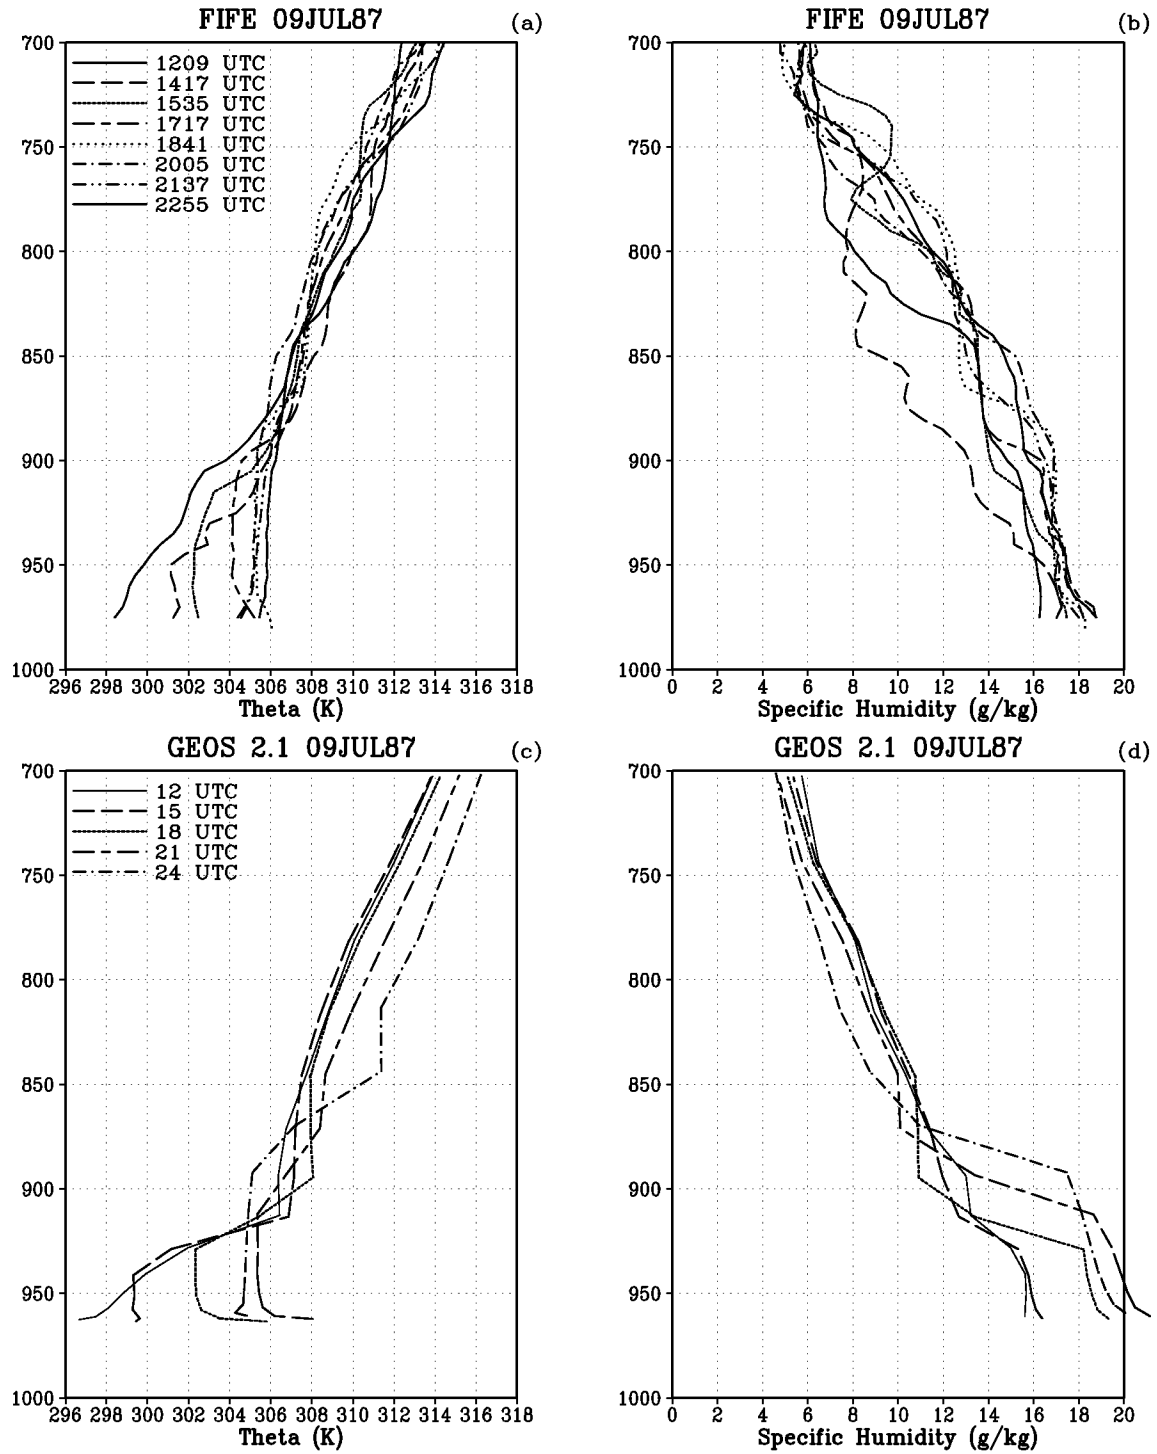 FIFE 09JUL87
(a)
700
750
800
850
900
950
1000
1209 UTC
1417 UTC
1535 UTC
1717 UTC
1841 UTC
2005 UTC
2137 UTC
2255 UTC
296 298 300 302 304 306 308 310 312 314 316 318
Theta (K)
FIFE 09JUL87
(b)
700
750
800
850
900
950
1000
0 2 4 6 8 10 12 14 16 18 20
Specific Humidity (g/kg)
GEOS 2.1 09JUL87
(c)
700
750
800
850
900
950
1000
12 UTC
15 UTC
18 UTC
21 UTC
24 UTC
296 298 300 302 304 306 308 310 312 314 316 318
Theta (K)
GEOS 2.1 09JUL87
(d)
700
750
800
850
900
950
1000
0 2 4 6 8 10 12 14 16 18 20
Specific Humidity (g/kg)